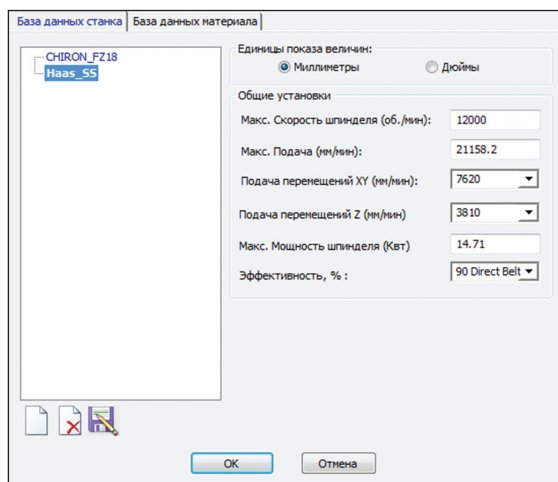 База данных станка База данных материала
CHIRON_FZ18
Haas_SS
Единицы показа величин:
Миллиметры Дюймы
Общие установки
Макс. Скорость шпинделя (об./мин): 12000
Макс. Подача (мм/мин): 21158.2
Подача перемещений XY (мм/мин): 7620
Подача перемещений Z (мм/мин) 3810
Макс. Мощность шпинделя (Квт) 14.71
Эффективность, % : 90 Direct Belt
OK Отмена